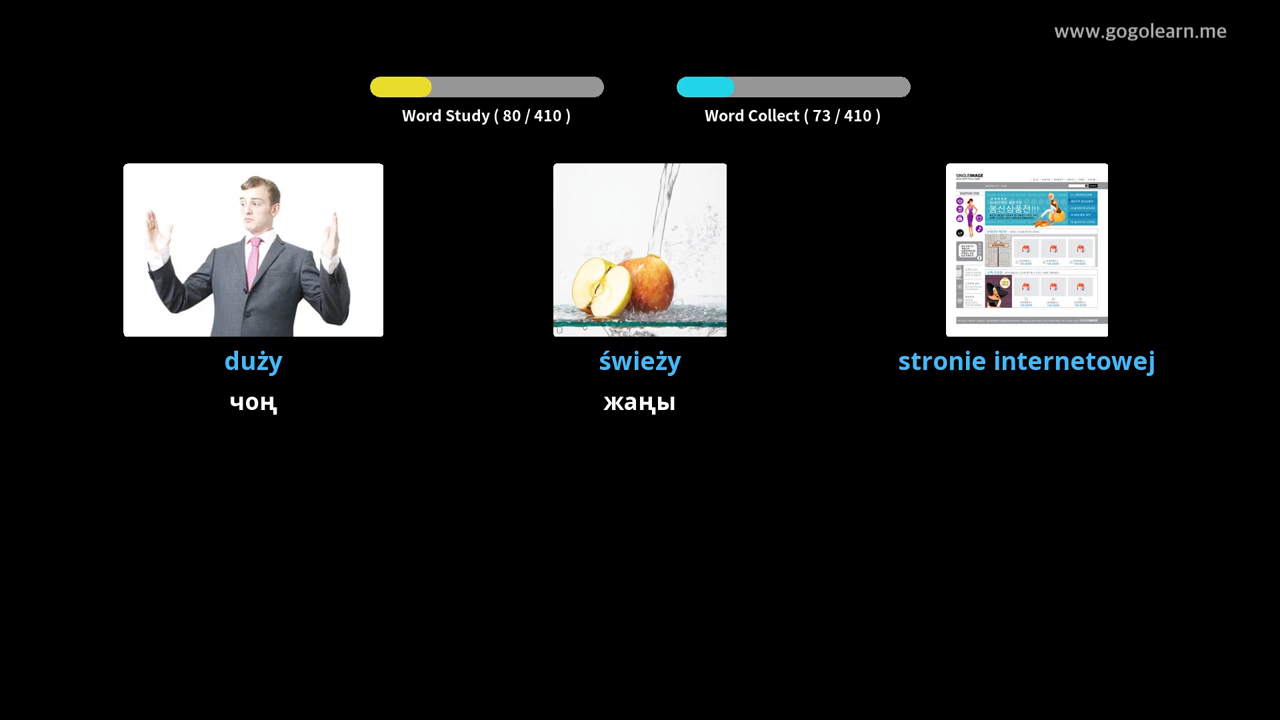 www.gogolearn.me
Word Study ( 80 / 410 )
Word Collect ( 73 / 410 )
duży
świeży
stronie internetowej
чоң
жаңы